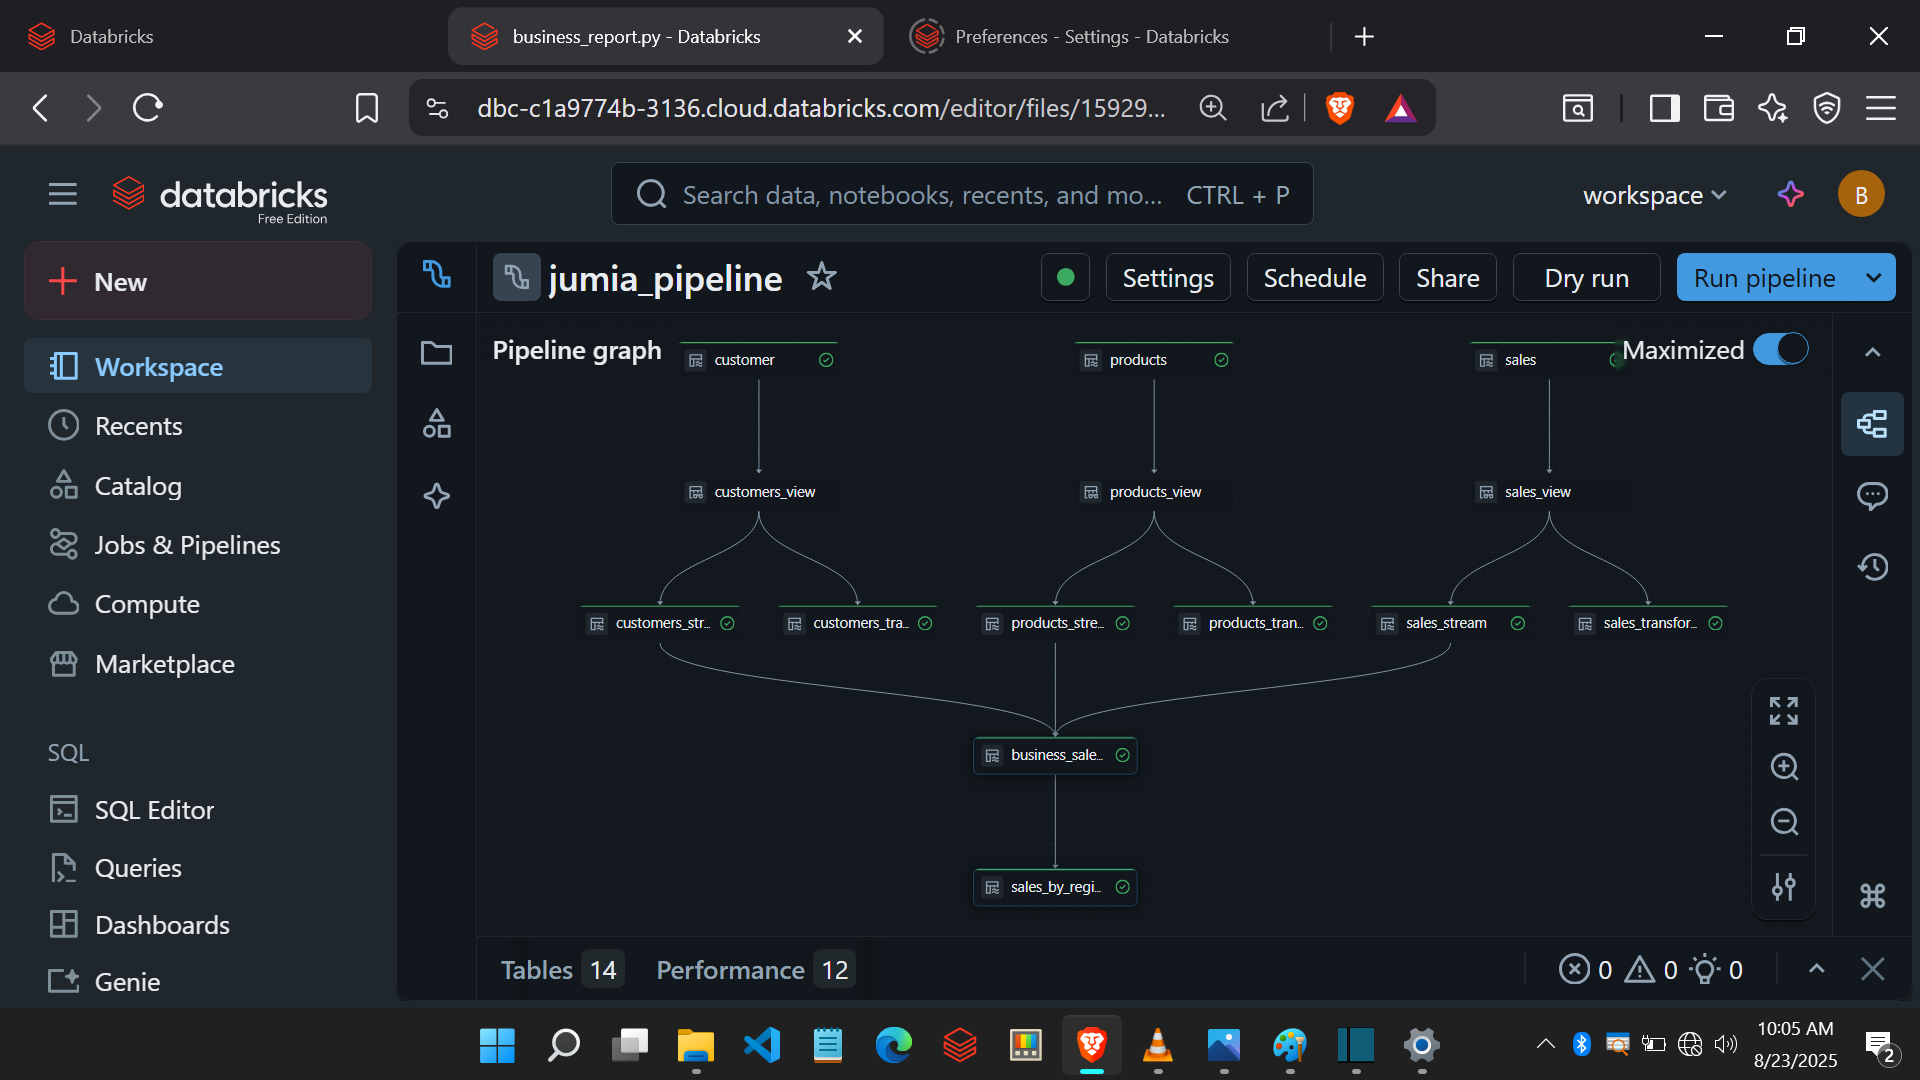 Databricks
business_report.py - Databricks
Preferences - Settings - Databricks
dbc-c1a9774b-3136.cloud.databricks.com/editor/files/15929...
databricks
Free Edition
Search data, notebooks, recents, and mo...
CTRL + P
workspace
B
New
Workspace
Recents
Catalog
Jobs & Pipelines
Compute
Marketplace
SQL
SQL Editor
Queries
Dashboards
Genie
jumia_pipeline
Settings
Schedule
Share
Dry run
Run pipeline
Pipeline graph
Maximized
customer
products
sales
customers_view
products_view
sales_view
customers_str...
customers_tra...
products_stre...
products_tran...
sales_stream
sales_transfor...
business_sale...
sales_by_regi...
Tables 14
Performance 12
0
0
0
10:05 AM
8/23/2025
2